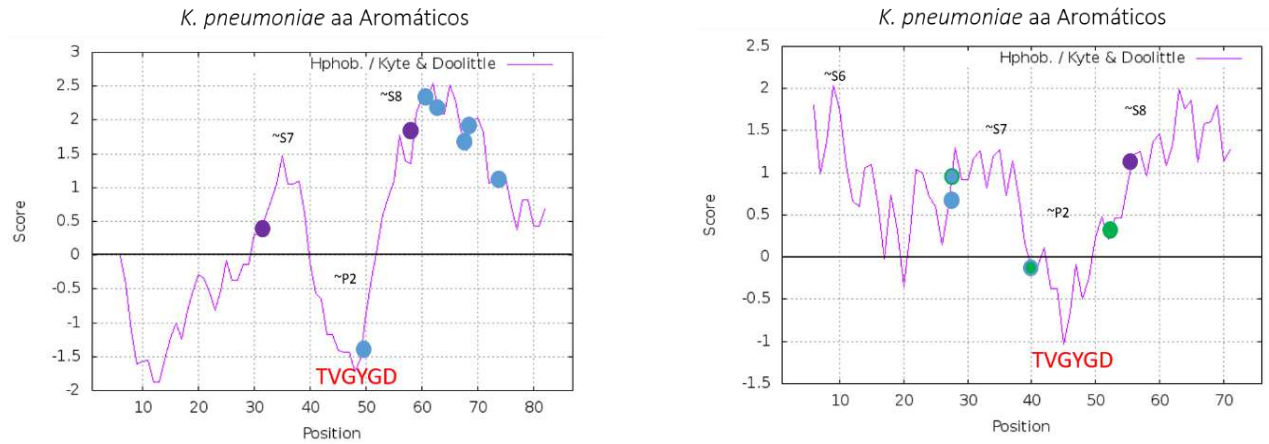 K. pneumoniae aa Aromáticos
3
2.5
2
1.5
1
0.5
0
-0.5
-1
-1.5
-2
Score
Hphob. / Kyte & Doolittle
~S7
~S8
~P2
TVGYGD
10 20 30 40 50 60 70 80
Position
K. pneumoniae aa Aromáticos
2.5
2
1.5
1
0.5
0
-0.5
-1
-1.5
Score
Hphob. / Kyte & Doolittle
~S6
~S7
~S8
~P2
TVGYGD
10 20 30 40 50 60 70
Position